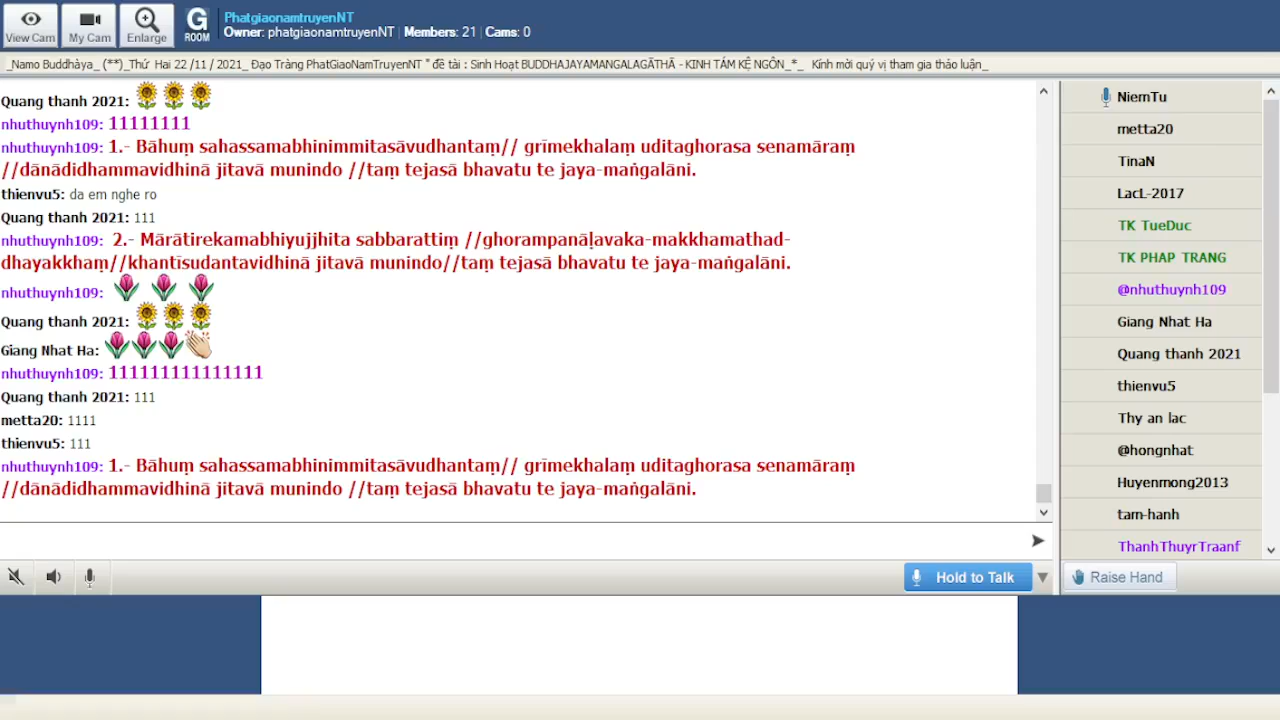 View Cam
My Cam
Enlarge
G
ROOM
PhatgiaonamtruyenNT
Owner: phatgiaonamtruyenNT | Members: 21 | Cams: 0
_Namo Buddhàya_ (**)_Thứ Hai 22 /11 / 2021_ Đạo Tràng PhatGiaoNamTruyenNT " đề tài : Sinh Hoạt BUDDHAJAYAMANGALAGĀTHĀ - KINH TÁM KỆ NGÔN_*_ Kính mời quý vị tham gia thảo luận_
Quang thanh 2021:
nhuthuynh109: 11111111
nhuthuynh109: 1.- Bāhuṃ sahassamabhinimmitasāvudhantaṃ// grīmekhalaṃ uditaghorasa senamāraṃ
//dānādidhammavidhinā jitavā munindo //taṃ tejasā bhavatu te jaya-maṅgalāni.
thienvu5: da em nghe ro
Quang thanh 2021: 111
nhuthuynh109: 2.- Mārātirekamabhiyujjhita sabbarattiṃ //ghorampanāḷavaka-makkhamathad-
dhayakkhaṃ//khantīsudantavidhinā jitavā munindo//taṃ tejasā bhavatu te jaya-maṅgalāni.
nhuthuynh109:
Quang thanh 2021:
Giang Nhat Ha:
nhuthuynh109: 111111111111111
Quang thanh 2021: 111
metta20: 1111
thienvu5: 111
nhuthuynh109: 1.- Bāhuṃ sahassamabhinimmitasāvudhantaṃ// grīmekhalaṃ uditaghorasa senamāraṃ
//dānādidhammavidhinā jitavā munindo //taṃ tejasā bhavatu te jaya-maṅgalāni.
NiemTu
metta20
TinaN
LacL-2017
TK TueDuc
TK PHAP TRANG
@nhuthuynh109
Giang Nhat Ha
Quang thanh 2021
thienvu5
Thy an lac
@hongnhat
Huyenmong2013
tam-hanh
ThanhThuyrTraanf
Hold to Talk
Raise Hand